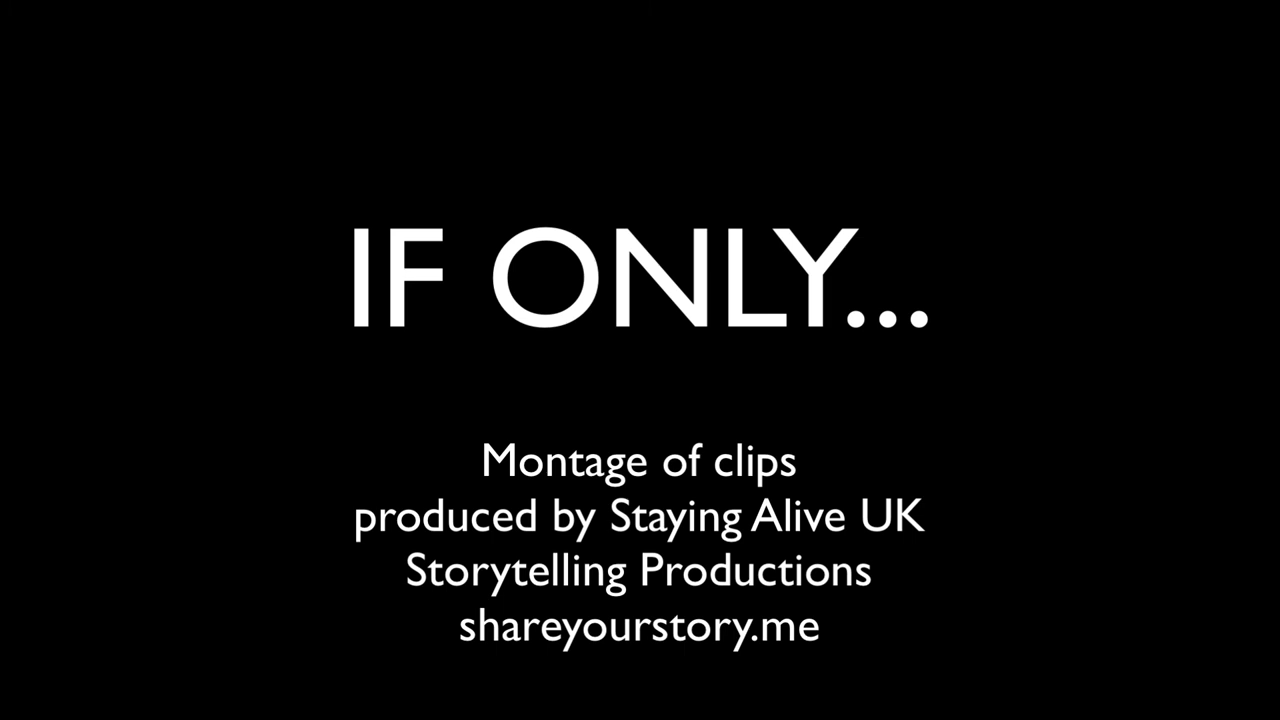 IF ONLY...
Montage of clips
produced by Staying Alive UK
Storytelling Productions
shareyourstory.me